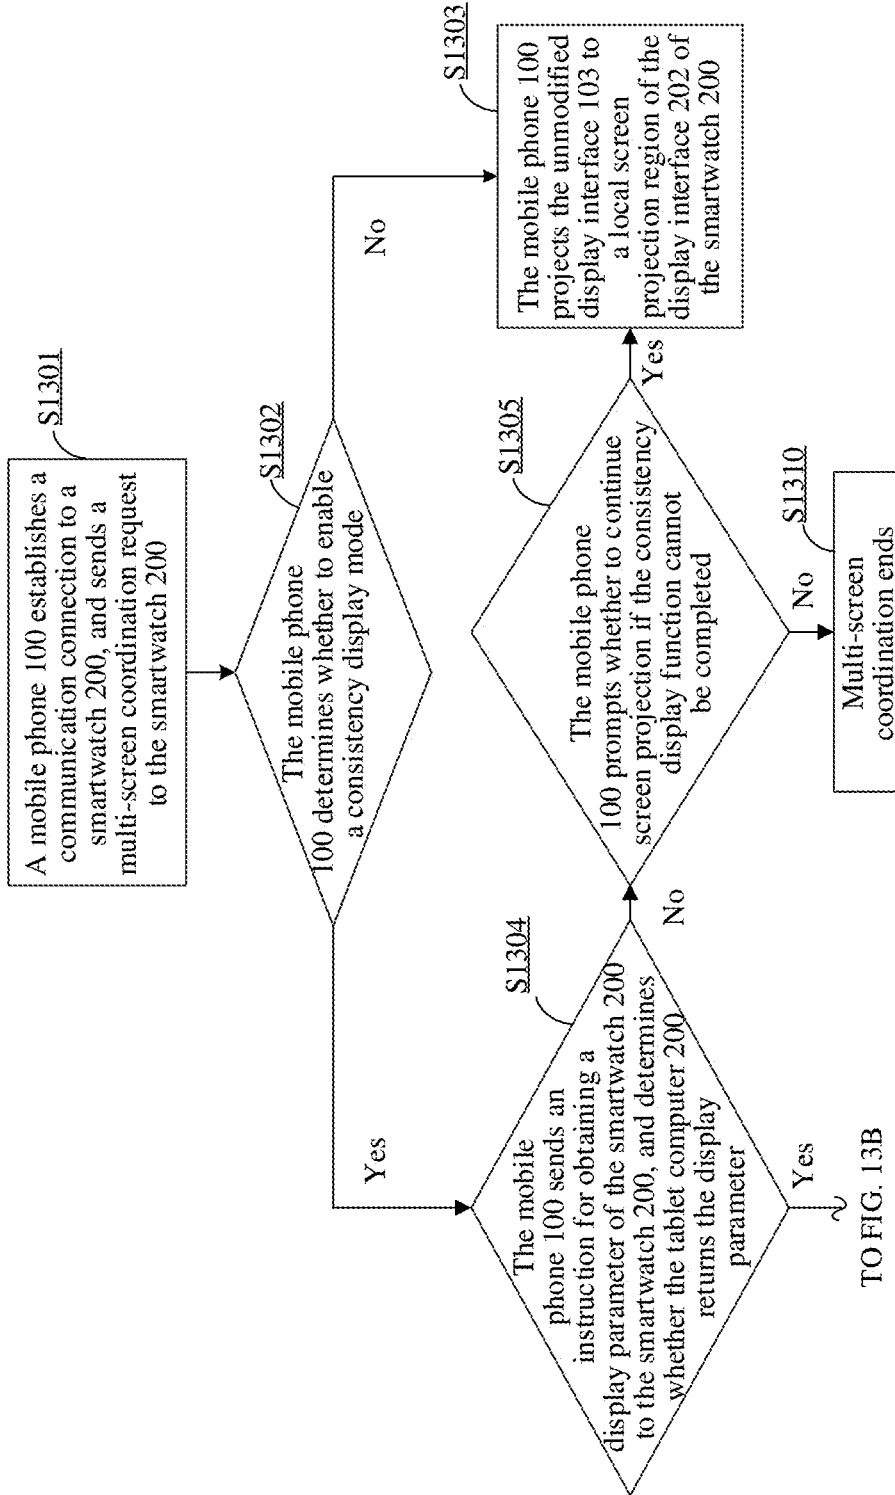 S1301
A mobile phone 100 establishes a
communication connection to a
smartwatch 200, and sends a
multi-screen coordination request
to the smartwatch 200
S1302
The mobile phone
100 determines whether to enable
a consistency display mode
Yes
No
S1304
The mobile
phone 100 sends an
instruction for obtaining a
display parameter of the smartwatch 200
to the smartwatch 200, and determines
whether the tablet computer 200
returns the display
parameter
No
Yes
TO FIG. 13B
S1305
The mobile phone
100 prompts whether to continue
screen projection if the consistency
display function cannot
be completed
Yes
No
S1303
The mobile phone 100
projects the unmodified
display interface 103 to
a local screen
projection region of the
display interface 202 of
the smartwatch 200
S1310
Multi-screen
coordination ends